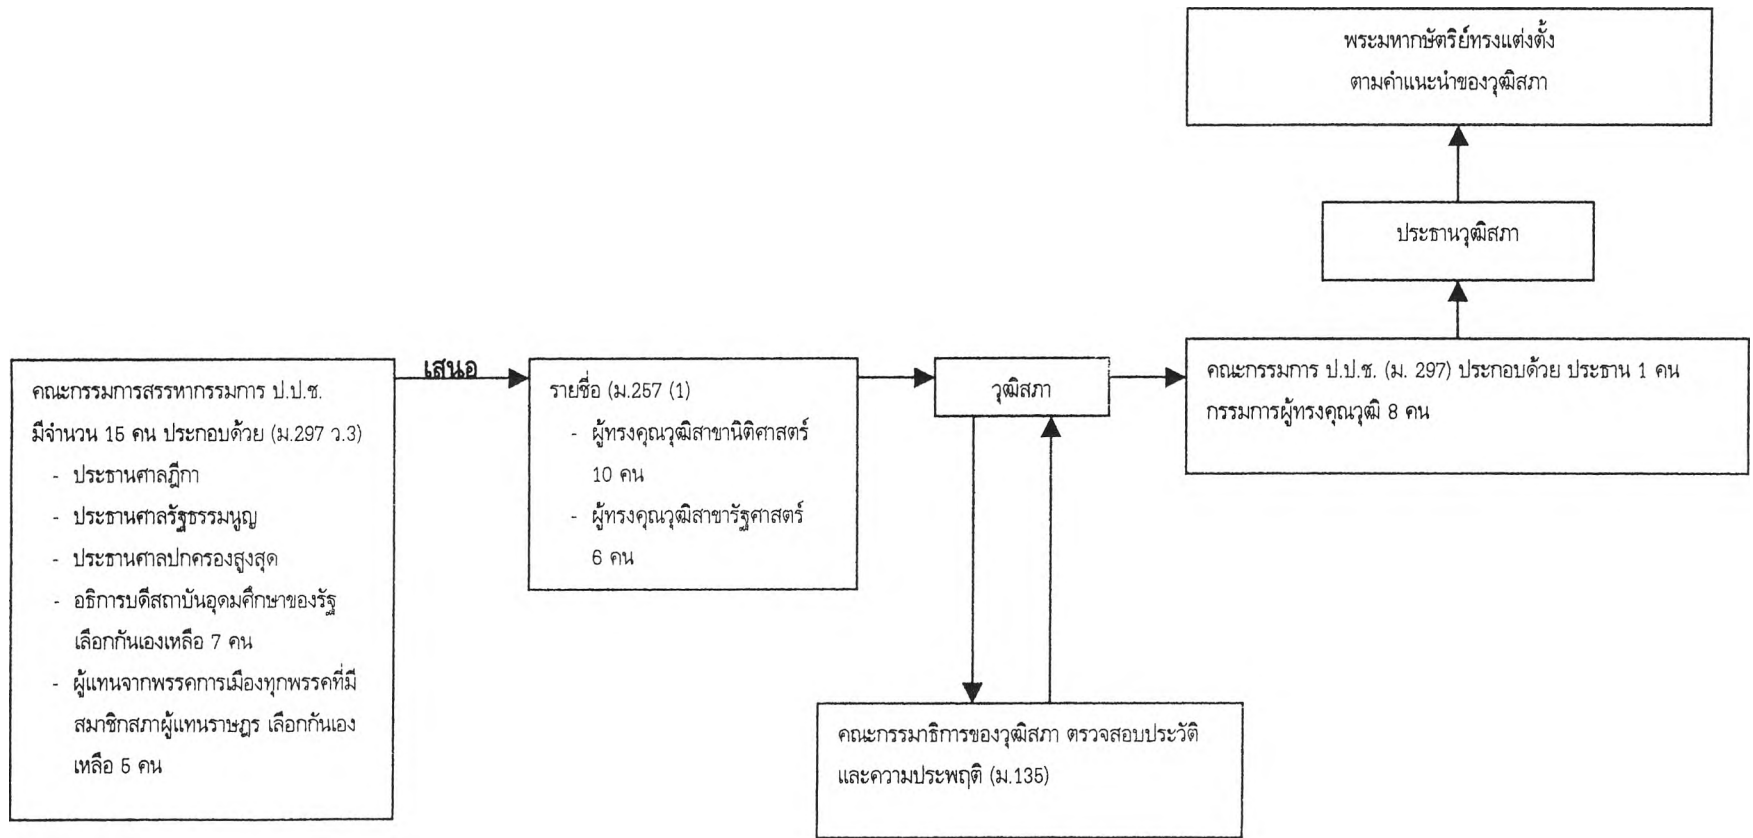 พระมหากษัตริย์ทรงแต่งตั้ง
ตามคำแนะนำของวุฒิสภา
ประธานวุฒิสภา
คณะกรรมการสรรหากรรมการ ป.ป.ช.
มีจำนวน 15 คน ประกอบด้วย (ม.297 ว.3)
- ประธานศาลฎีกา
- ประธานศาลรัฐธรรมนูญ
- ประธานศาลปกครองสูงสุด
- อธิการบดีสถาบันอุดมศึกษาของรัฐ
เลือกกันเองเหลือ 7 คน
- ผู้แทนจากพรรคการเมืองทุกพรรคที่มี
สมาชิกสภาผู้แทนราษฎร เลือกกันเอง
เหลือ 5 คน
เสนอ
รายชื่อ (ม.257 (1)
- ผู้ทรงคุณวุฒิสาขานิติศาสตร์
10 คน
- ผู้ทรงคุณวุฒิสาขารัฐศาสตร์
6 คน
วุฒิสภา
คณะกรรมการ ป.ป.ช. (ม. 297) ประกอบด้วย ประธาน 1 คน
กรรมการผู้ทรงคุณวุฒิ 8 คน
คณะกรรมาธิการของวุฒิสภา ตรวจสอบประวัติ
และความประพฤติ (ม.135)